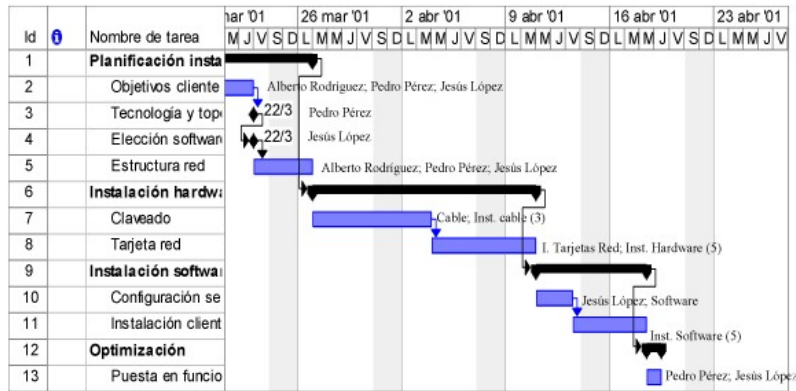 nar '01 26 mar '01 2 abr '01 9 abr '01 16 abr '01 23 abr '01
Id Nombre de tarea M J V S D L M M J V S D L M M J V S D L M M J V S D L M M J V S D L M M J V
1 Planificación insta
2 Objetivos cliente Alberto Rodriguez; Pedro Pérez; Jesús López
3 Tecnología y topo 22/3 Pedro Pérez
4 Elección software 22/3 Jesús López
5 Estructura red Alberto Rodríguez; Pedro Pérez; Jesús López
6 Instalación hardwa
7 Claveado Cable; Inst. cable (3)
8 Tarjeta red I. Tarjetas Red; Inst. Hardware (5)
9 Instalación softwar
10 Configuración se Jesús López; Software
11 Instalación client Inst. Software (5)
12 Optimización
13 Puesta en funcio Pedro Pérez; Jesús López